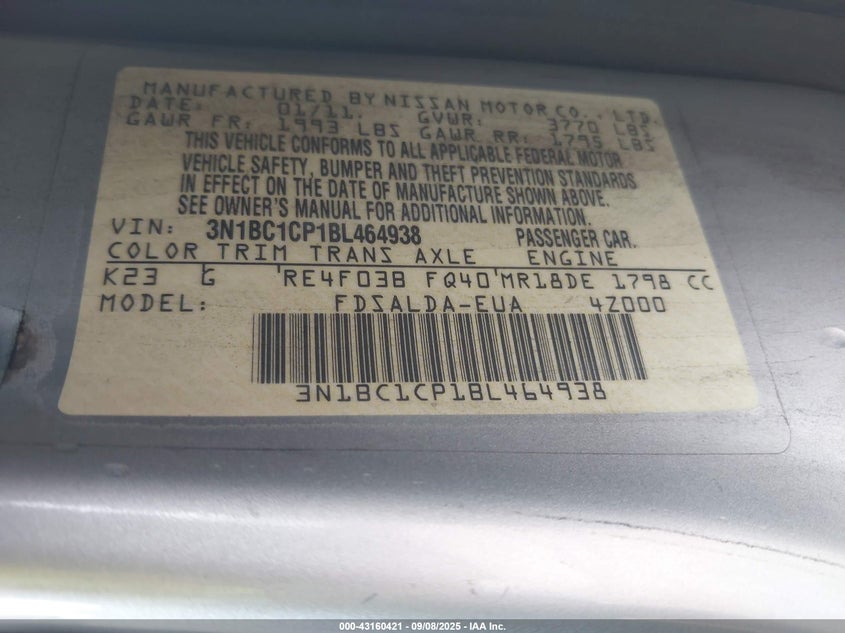 MANUFACTURED BY NISSAN MOTOR CO., LTD.
DATE: 01/11. GVWR: 3770 LBS
GAWR FR: 1993 LBS GAWR RR: 1795 LBS
THIS VEHICLE CONFORMS TO ALL APPLICABLE FEDERAL MOTOR
VEHICLE SAFETY, BUMPER AND THEFT PREVENTION STANDARDS
IN EFFECT ON THE DATE OF MANUFACTURE SHOWN ABOVE.
SEE OWNER'S MANUAL FOR ADDITIONAL INFORMATION.
VIN: 3N1BC1CP1BL464938 PASSENGER CAR.
COLOR TRIM TRANS AXLE ENGINE
K23 G RE4F03B FQ40 MR18DE 1798 CC
MODEL: FDSALDA-EUA 4Z000
3N1BC1CP1BL464938
000-43160421 - 09/08/2025 - IAA Inc.